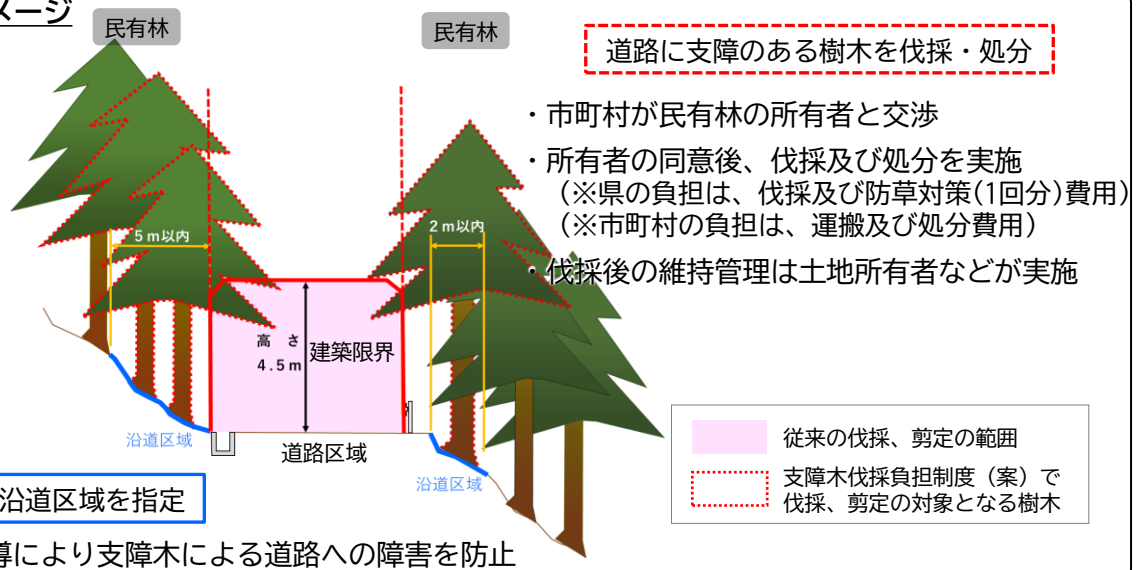 メージ
民有林
民有林
道路に支障のある樹木を伐採・処分
・市町村が民有林の所有者と交渉
・所有者の同意後、伐採及び処分を実施
（※県の負担は、伐採及び防草対策(1回分)費用）
（※市町村の負担は、運搬及び処分費用）
・伐採後の維持管理は土地所有者などが実施
5m以内
2m以内
高さ
4.5m
建築限界
沿道区域
道路区域
沿道区域
従来の伐採、剪定の範囲
支障木伐採負担制度（案）で
伐採、剪定の対象となる樹木
沿道区域を指定
導により支障木による道路への障害を防止